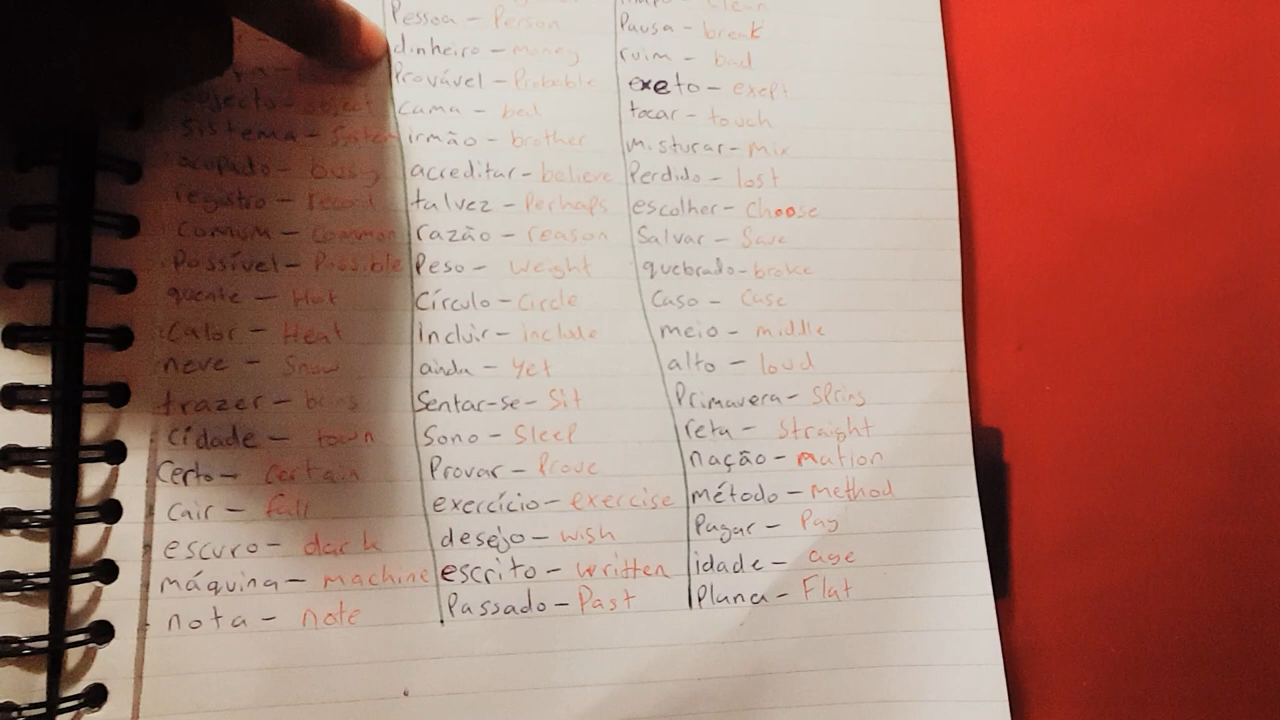 objecto - object
sistema - System
acopado - busy
registro - record
comum - common
Possível - Possible
quente - Hot
Calor - Heat
neve - Snow
trazer - bring
Cidade - town
Certo - Certain
Cair - fall
escuro - dark
máquina - machine
nota - note
Pessoa - Person
dinheiro - money
Provável - Probable
Cama - bed
irmão - brother
acreditar - believe
talvez - Perhaps
razão - reason
Peso - Weight
Círculo - Circle
Incluir - include
ainda - Yet
Sentar-se - Sit
Sono - Sleep
Provar - Prove
exercício - exercise
desejo - wish
escrito - written
Passado - Past
Pausa - break
ruim - bad
exeto - exept
tocar - touch
misturar - mix
Perdido - lost
escolher - Choose
Salvar - Save
quebrado - broke
Caso - Case
meio - middle
alto - loud
Primavera - Spring
reta - Straight
nação - nation
método - method
Pagar - Pay
idade - age
Plana - Flat